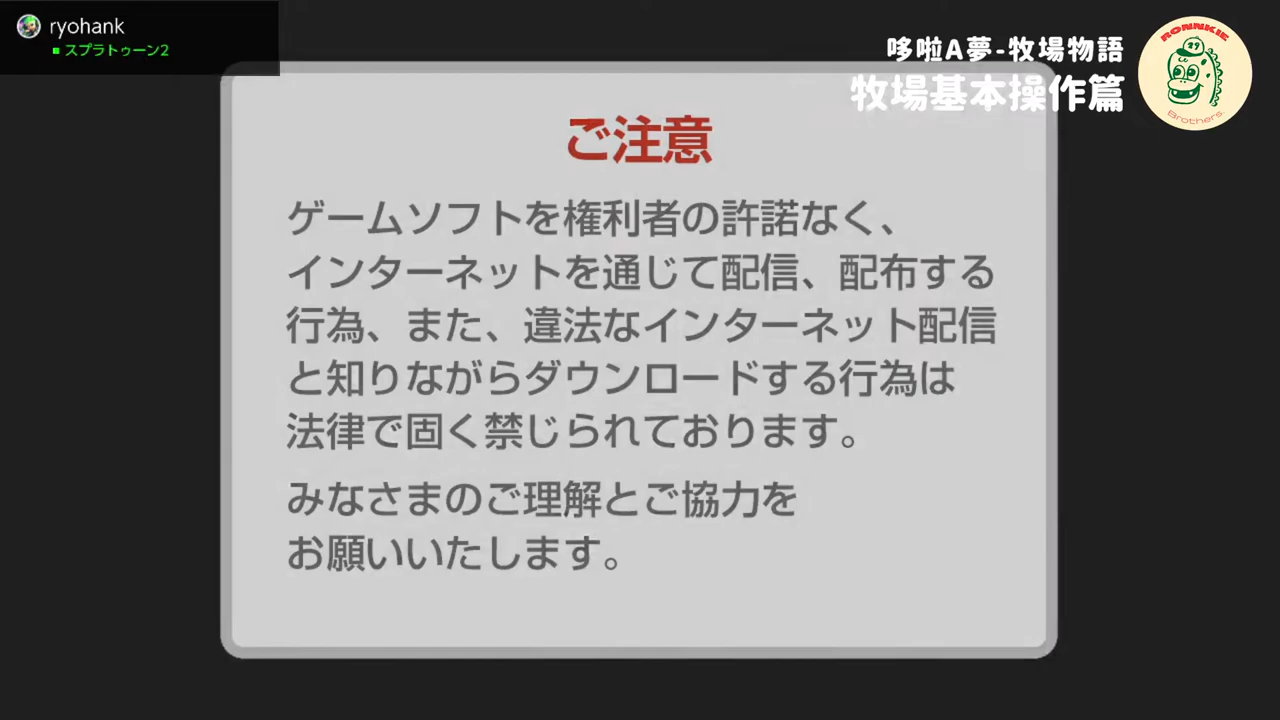 ryohank
スプラトゥーン2
哆啦A夢-牧場物語
牧場基本操作篇
RONNKIE
Brothers.
ご注意
ゲームソフトを権利者の許諾なく、
インターネットを通じて配信、配布する
行為、また、違法なインターネット配信
と知りながらダウンロードする行為は
法律で固く禁じられております。
みなさまのご理解とご協力を
お願いいたします。